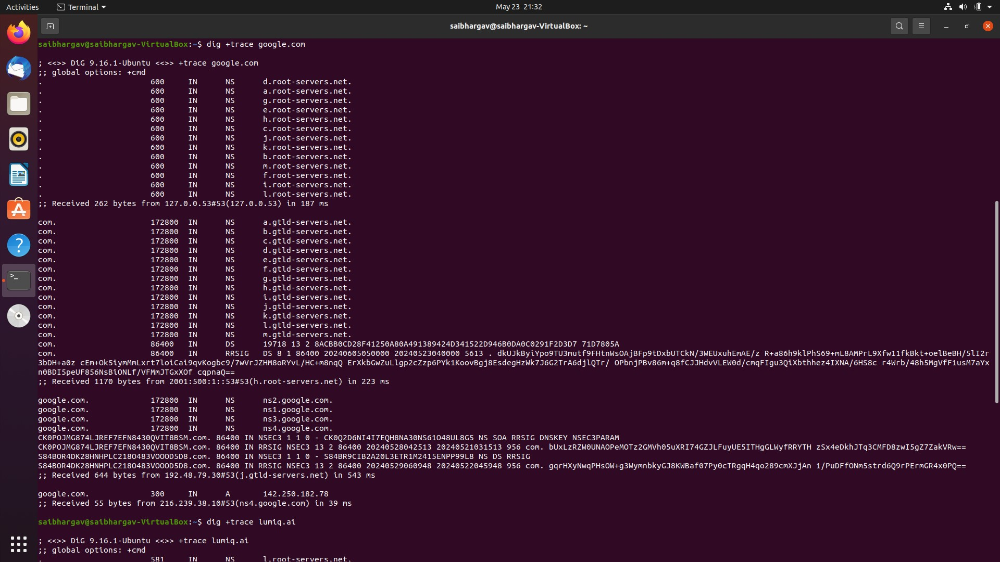 Activities
Terminal
May 23 21:32
saibhargav@saibhargav-VirtualBox: ~
saibhargav@saibhargav-VirtualBox:~$ dig +trace google.com
; <<>> DiG 9.16.1-Ubuntu <<>> +trace google.com
;; global options: +cmd
. 600 IN NS d.root-servers.net.
. 600 IN NS a.root-servers.net.
. 600 IN NS g.root-servers.net.
. 600 IN NS e.root-servers.net.
. 600 IN NS h.root-servers.net.
. 600 IN NS c.root-servers.net.
. 600 IN NS j.root-servers.net.
. 600 IN NS k.root-servers.net.
. 600 IN NS b.root-servers.net.
. 600 IN NS m.root-servers.net.
. 600 IN NS f.root-servers.net.
. 600 IN NS i.root-servers.net.
. 600 IN NS l.root-servers.net.
;; Received 262 bytes from 127.0.0.53#53(127.0.0.53) in 187 ms
com. 172800 IN NS a.gtld-servers.net.
com. 172800 IN NS b.gtld-servers.net.
com. 172800 IN NS c.gtld-servers.net.
com. 172800 IN NS d.gtld-servers.net.
com. 172800 IN NS e.gtld-servers.net.
com. 172800 IN NS f.gtld-servers.net.
com. 172800 IN NS g.gtld-servers.net.
com. 172800 IN NS h.gtld-servers.net.
com. 172800 IN NS i.gtld-servers.net.
com. 172800 IN NS j.gtld-servers.net.
com. 172800 IN NS k.gtld-servers.net.
com. 172800 IN NS l.gtld-servers.net.
com. 172800 IN NS m.gtld-servers.net.
com. 86400 IN DS 19718 13 2 8ACBB0CD28F41250A80A491389424D341522D946B0DA0C0291F2D3D7 71D7805A
com. 86400 IN RRSIG DS 8 1 86400 20240605050000 20240523040000 5613 . dkUJkByiYpo9TU3mutf9FHtnWsOAjBFp9tDxbUTCkN/3WEUxuhEmAE/z R+a86h9klPhS69+mL8AMPrL9Xfw11fkBkt+oelBeBH/5lI2r
3bDH+a0z cEm+Ok5iymMmLxrt7loiCai9qvKogbc9/7wVrJZHM8oRYvL/HC+m8nqQ ErXkbGwZuLlgp2cZzp6PYk1KoovBgj8EsdegHzWk7J6G2TrA6djlQTr/ OPbnjPBv86m+q8fCJJHdvVLEW0d/cmqFIgu3QiXbthhez4IXNA/6HS8c r4Wrb/48h5MgVfF1usM7aYx
n0BDI5peUF856NsBiONLf/VFMmJTGxXOf cqpnaQ==
;; Received 1170 bytes from 2001:500:1::53#53(h.root-servers.net) in 223 ms
google.com. 172800 IN NS ns2.google.com.
google.com. 172800 IN NS ns1.google.com.
google.com. 172800 IN NS ns3.google.com.
google.com. 172800 IN NS ns4.google.com.
CK0POJMG874LJREF7EFN8430QVIT8BSM.com. 86400 IN NSEC3 1 1 0 - CK0Q2D6NI4I7EQH8NA30NS61O48UL8G5 NS SOA RRSIG DNSKEY NSEC3PARAM
CK0POJMG874LJREF7EFN8430QVIT8BSM.com. 86400 IN RRSIG NSEC3 13 2 86400 20240528042513 20240521031513 956 com. bUxLzRZW0UNAOPeMOTz2GMVh05uXRI74GZJLFuyUE5ITHgGLWyfRRYTH zSx4eDkhJTq3CMFD8zwI5gZ7ZakVRw==
S84BOR4DK28HNHPLC218O483VOOOD5D8.com. 86400 IN NSEC3 1 1 0 - S84BR9CIB2A20L3ETR1M2415ENPP99L8 NS DS RRSIG
S84BOR4DK28HNHPLC218O483VOOOD5D8.com. 86400 IN RRSIG NSEC3 13 2 86400 20240529060948 20240522045948 956 com. gqrHXyNwqPHsOW+g3WymnbkyGJ8KWBaf07Py0cTRgqH4qo289cmXJjAn 1/PuDFfONm5strd6Q9rPErmGR4x0PQ==
;; Received 644 bytes from 192.48.79.30#53(j.gtld-servers.net) in 543 ms
google.com. 300 IN A 142.250.182.78
;; Received 55 bytes from 216.239.38.10#53(ns4.google.com) in 39 ms
saibhargav@saibhargav-VirtualBox:~$ dig +trace lumiq.ai
; <<>> DiG 9.16.1-Ubuntu <<>> +trace lumiq.ai
;; global options: +cmd
. 581 IN NS l.root-servers.net.